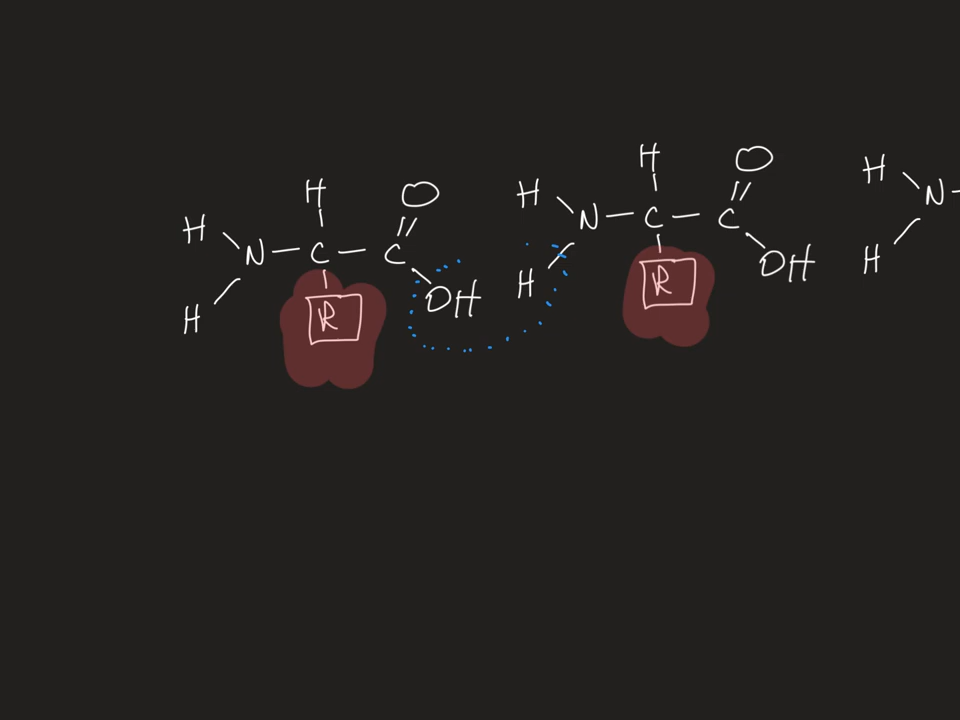 H H O H H O H
H N — C — C OH H N — C — C OH H N —
R R